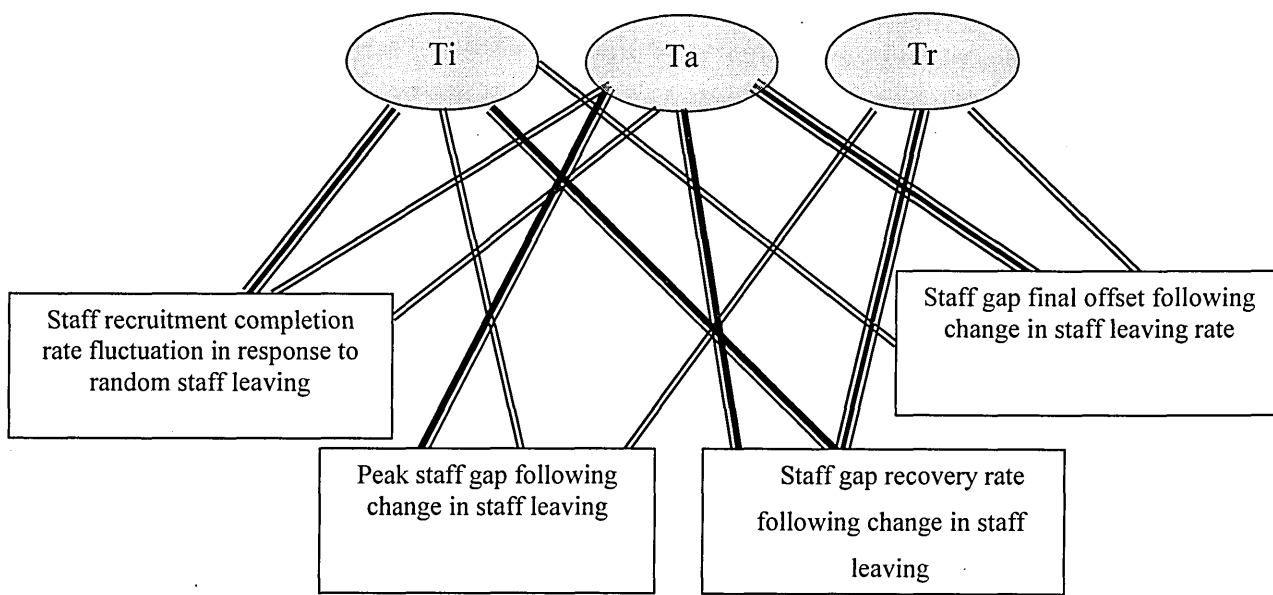 Ti
Ta
Tr
Staff recruitment completion
rate fluctuation in response to
random staff leaving
Staff gap final offset following
change in staff leaving rate
Peak staff gap following
change in staff leaving
Staff gap recovery rate
following change in staff
leaving